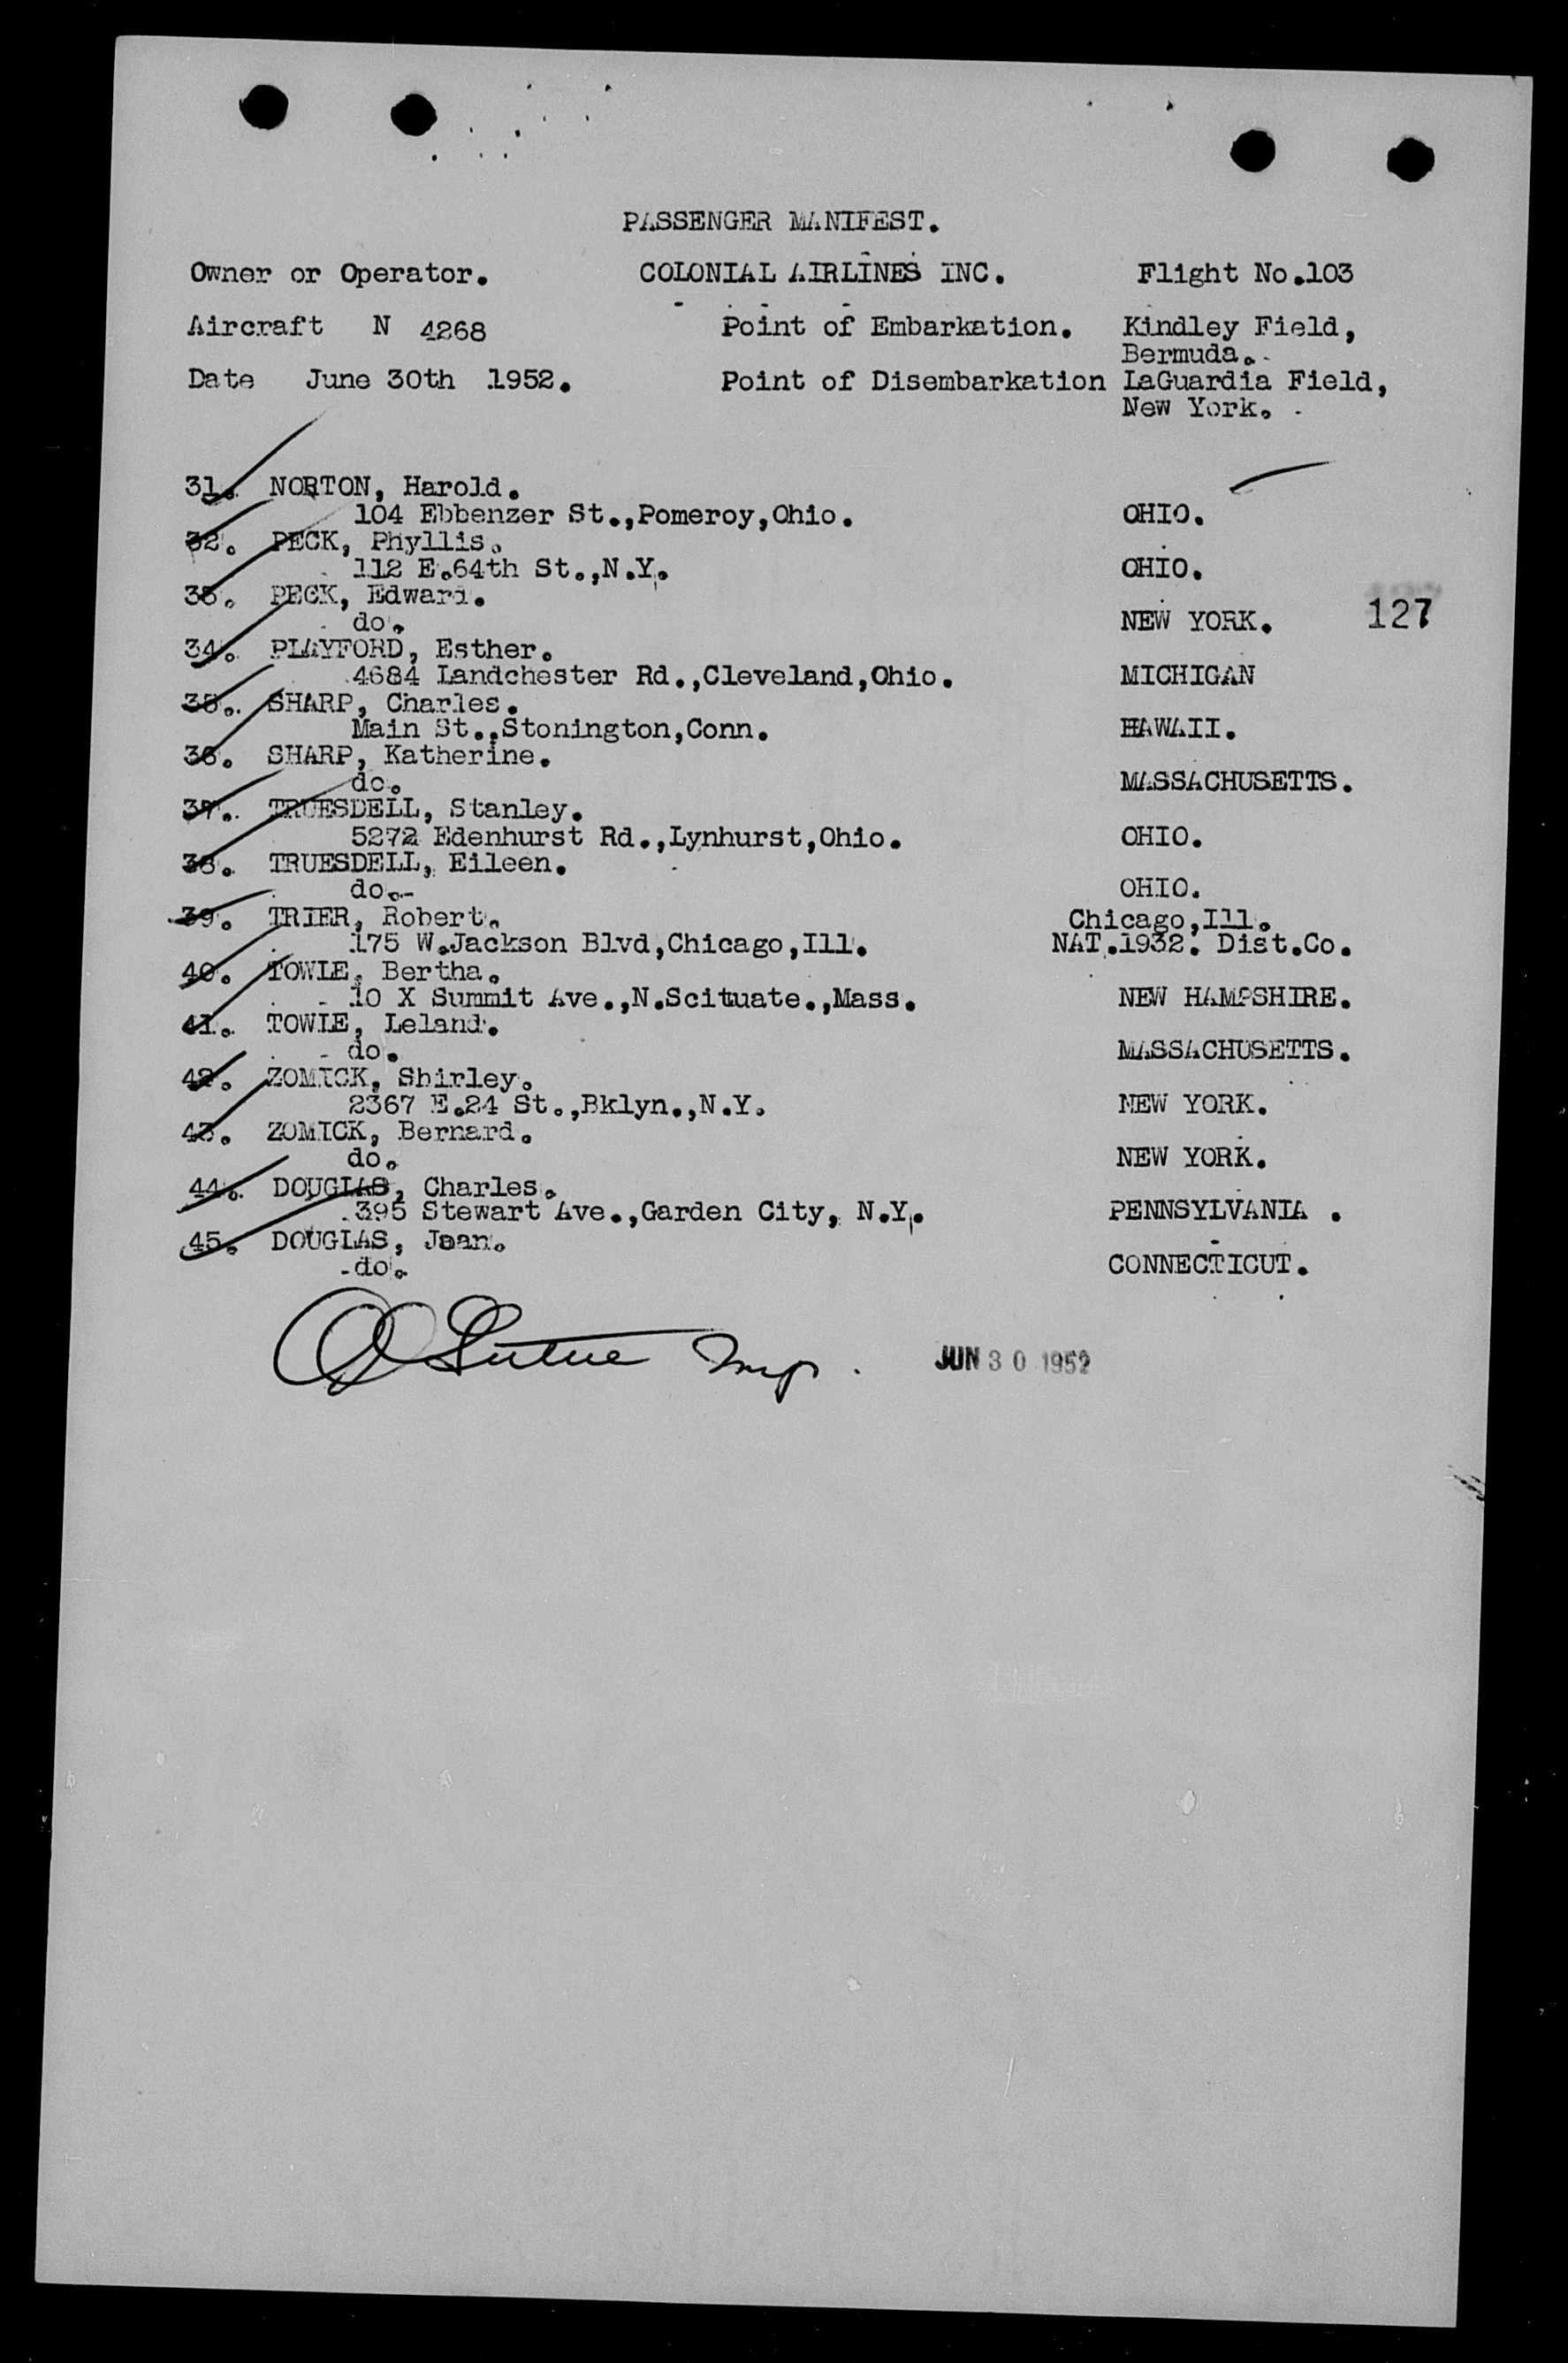 PASSENGER MANIFEST.
Owner or Operator. COLONIAL AIRLINES INC. Flight No.103
Aircraft N 4268 Point of Embarkation. Kindley Field,
Bermuda.
Date June 30th 1952. Point of Disembarkation LaGuardia Field,
New York.
31. NORTON, Harold.
104 Ebbenzer St.,Pomeroy,Ohio. OHIO.
32. PECK, Phyllis.
112 E.64th St.,N.Y. OHIO.
33. PECK, Edward.
do. NEW YORK. 127
34. PLAYFORD, Esther.
4684 Landchester Rd.,Cleveland,Ohio. MICHIGAN
35. SHARP, Charles.
Main St.,Stonington,Conn. HAWAII.
36. SHARP, Katherine.
do. MASSACHUSETTS.
37. TRUESDELL, Stanley.
5272 Edenhurst Rd.,Lynhurst,Ohio. OHIO.
38. TRUESDELL, Eileen.
do. OHIO.
39. TRIER, Robert. Chicago,Ill.
175 W.Jackson Blvd,Chicago,Ill. NAT.1932. Dist.Co.
40. TOWLE, Bertha.
10 X Summit Ave.,N.Scituate.,Mass. NEW HAMPSHIRE.
41. TOWLE, Leland.
do. MASSACHUSETTS.
42. ZOMICK, Shirley.
2367 E.24 St.,Bklyn.,N.Y. NEW YORK.
43. ZOMICK, Bernard.
do. NEW YORK.
44. DOUGLAS, Charles.
395 Stewart Ave.,Garden City, N.Y. PENNSYLVANIA .
45. DOUGLAS, Jean.
do. CONNECTICUT.
JUN 30 1952